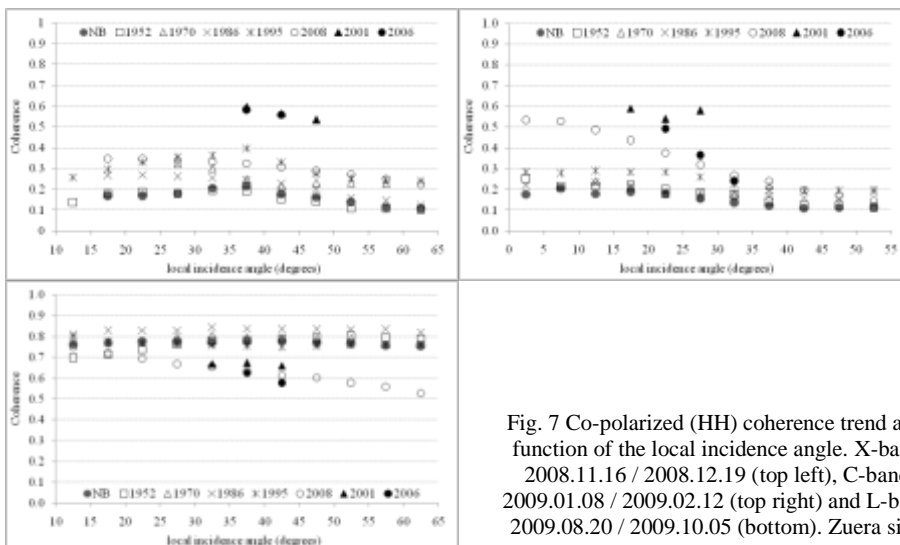 1
0.9
0.8
0.7
0.6
0.5
0.4
0.3
0.2
0.1
0
Coherence
NB 1952 1970 1986 1995 2008 2001 2006
10 15 20 25 30 35 40 45 50 55 60 65
local incidence angle (degrees)
1.0
0.9
0.8
0.7
0.6
0.5
0.4
0.3
0.2
0.1
0.0
Coherence
NB 1952 1970 1986 1995 2008 2001 2006
0 5 10 15 20 25 30 35 40 45 50 55 60
local incidence angle (degrees)
1.0
0.9
0.8
0.7
0.6
0.5
0.4
0.3
0.2
0.1
0.0
Coherence
NB 1952 1970 1986 1995 2008 2001 2006
10 15 20 25 30 35 40 45 50 55 60 65
local incidence angle (degrees)
Fig. 7 Co-polarized (HH) coherence trend a
function of the local incidence angle. X-ba
2008.11.16 / 2008.12.19 (top left), C-ban
2009.01.08 / 2009.02.12 (top right) and L-b
2009.08.20 / 2009.10.05 (bottom). Zuera si